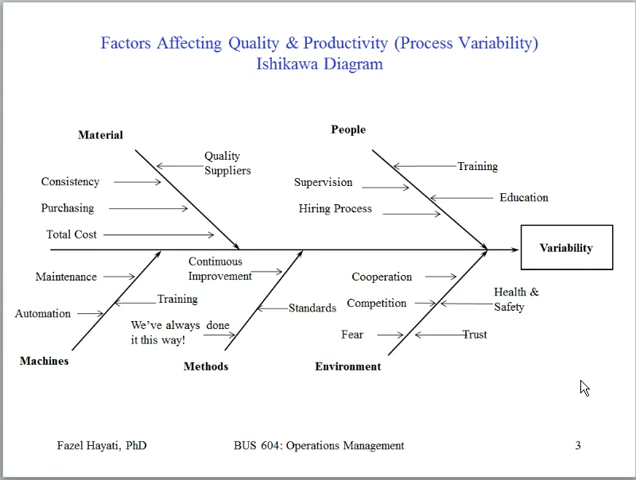 Factors Affecting Quality & Productivity (Process Variability)
Ishikawa Diagram
Material
People
Quality
Suppliers
Training
Consistency
Supervision
Education
Purchasing
Hiring Process
Total Cost
Variability
Continuous
Improvement
Maintenance
Cooperation
Health &
Safety
Training
Competition
Standards
Automation
We've always done
it this way!
Fear
Trust
Machines
Methods
Environment
Fazel Hayati, PhD
BUS 604: Operations Management
3